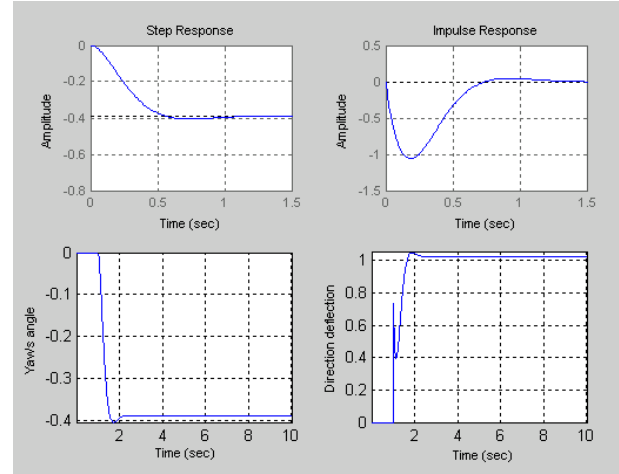 Step Response
0
-0.2
-0.4
-0.6
-0.8
Amplitude
0 0.5 1 1.5
Time (sec)
Impulse Response
0.5
0
-0.5
-1
-1.5
Amplitude
0 0.5 1 1.5
Time (sec)
0
-0.1
-0.2
-0.3
-0.4
Yaw's angle
2 4 6 8 10
Time (sec)
1
0.8
0.6
0.4
0.2
0
Direction deflection
2 4 6 8 10
Time (sec)